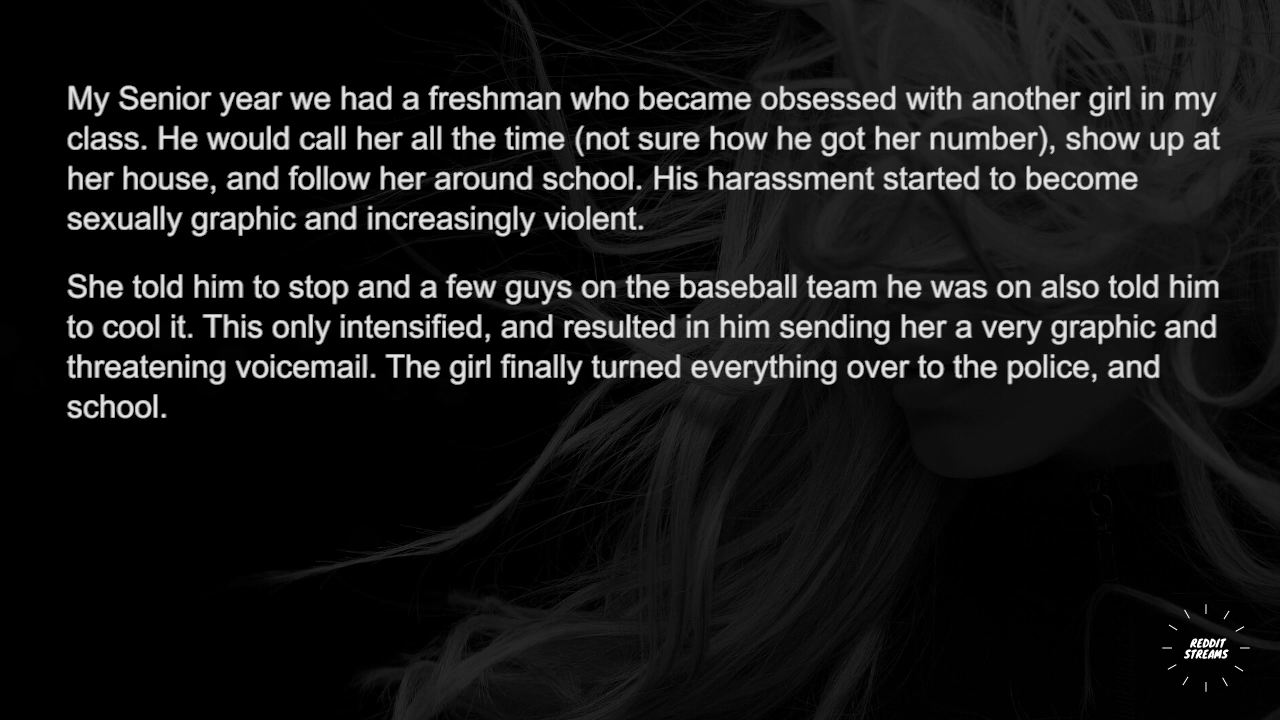 My Senior year we had a freshman who became obsessed with another girl in my
class. He would call her all the time (not sure how he got her number), show up at
her house, and follow her around school. His harassment started to become
sexually graphic and increasingly violent.
She told him to stop and a few guys on the baseball team he was on also told him
to cool it. This only intensified, and resulted in him sending her a very graphic and
threatening voicemail. The girl finally turned everything over to the police, and
school.
REDDIT
STREAMS